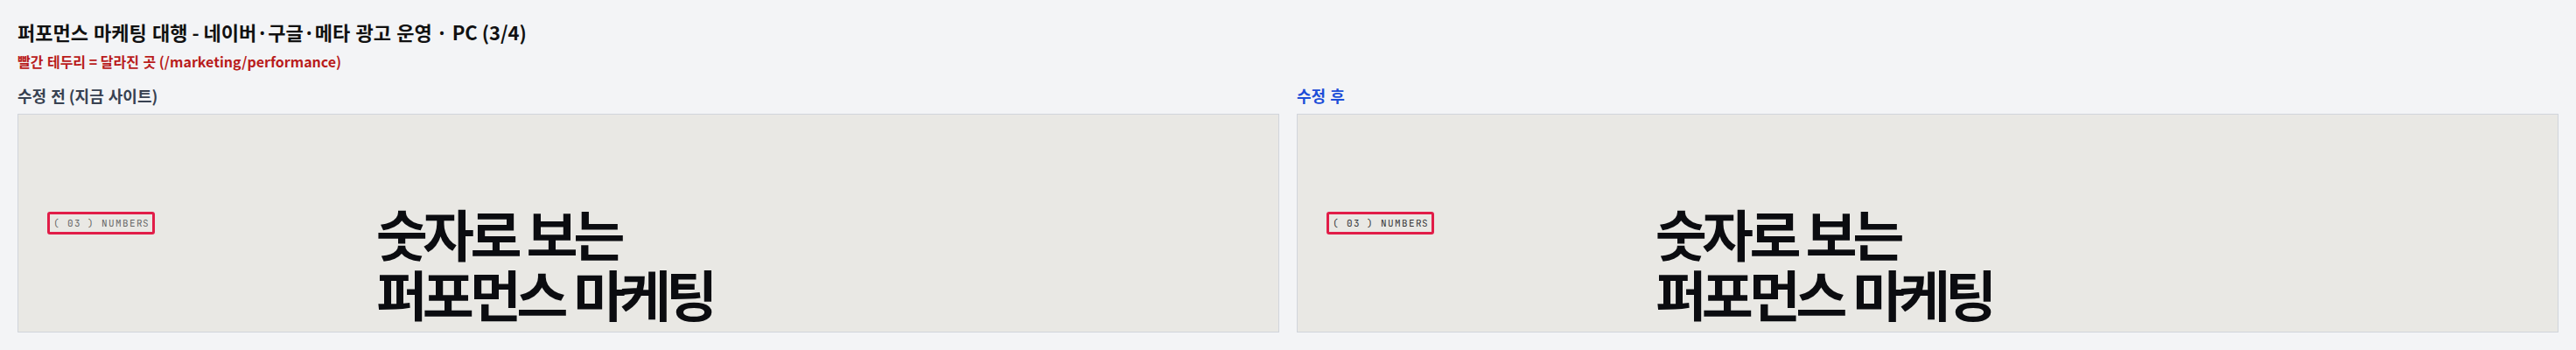 퍼포먼스 마케팅 대행 - 네이버·구글·메타 광고 운영 · PC (3/4)
빨간 테두리 = 달라진 곳 (/marketing/performance)
수정 전 (지금 사이트)
( 03 ) NUMBERS
숫자로 보는
퍼포먼스 마케팅
수정 후
( 03 ) NUMBERS
숫자로 보는
퍼포먼스 마케팅